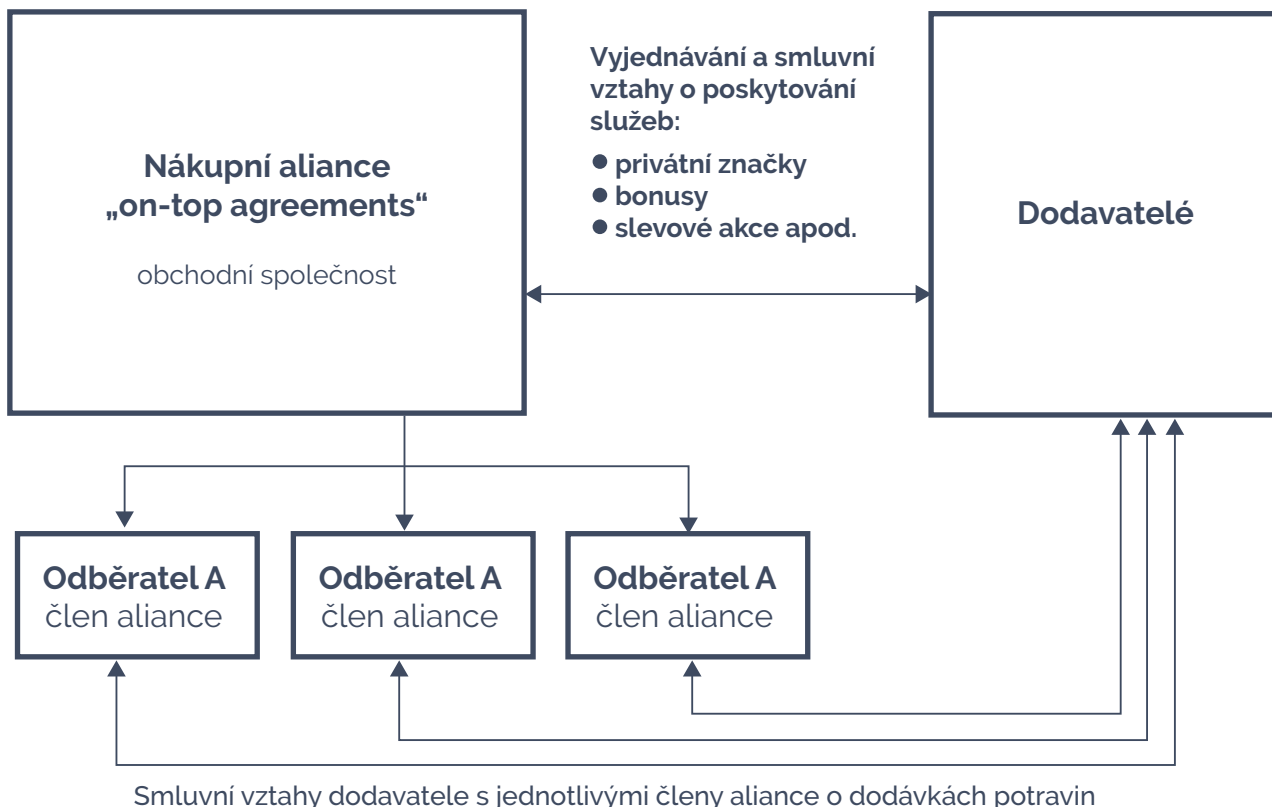 Nákupní aliance
„on-top agreements“
obchodní společnost
Vyjednávání a smluvní
vztahy o poskytování
služeb:
● privátní značky
● bonusy
● slevové akce apod.
Dodavatelé
Odběratel A
člen aliance
Odběratel A
člen aliance
Odběratel A
člen aliance
Smluvní vztahy dodavatele s jednotlivými členy aliance o dodávkách potravin